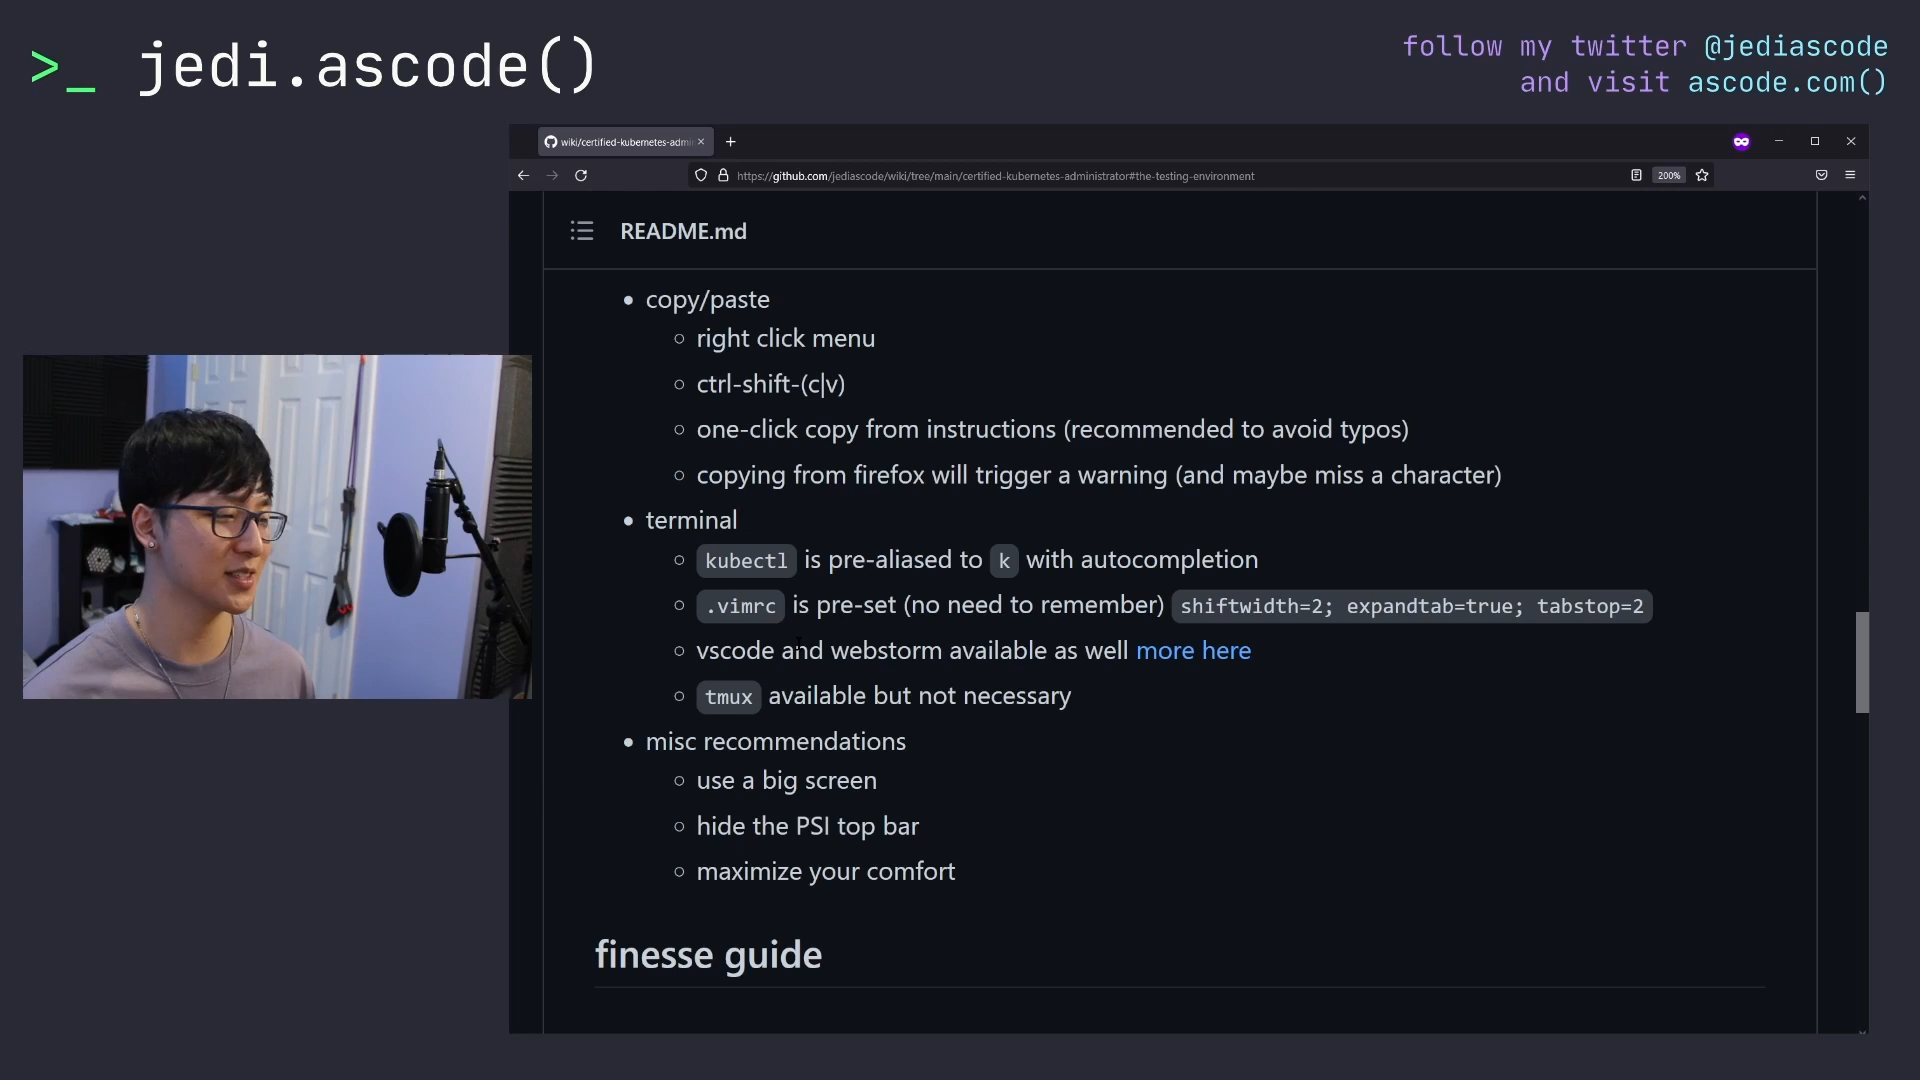 >_ jedi.ascode()
follow my twitter @jediascode
and visit ascode.com()
wiki/certified-kubernetes-admi
https://github.com/jediascode/wiki/tree/main/certified-kubernetes-administrator#the-testing-environment
200%
README.md
• copy/paste
○ right click menu
○ ctrl-shift-(c|v)
○ one-click copy from instructions (recommended to avoid typos)
○ copying from firefox will trigger a warning (and maybe miss a character)
• terminal
○ kubectl is pre-aliased to k with autocompletion
○ .vimrc is pre-set (no need to remember) shiftwidth=2; expandtab=true; tabstop=2
○ vscode and webstorm available as well more here
○ tmux available but not necessary
• misc recommendations
○ use a big screen
○ hide the PSI top bar
○ maximize your comfort
finesse guide